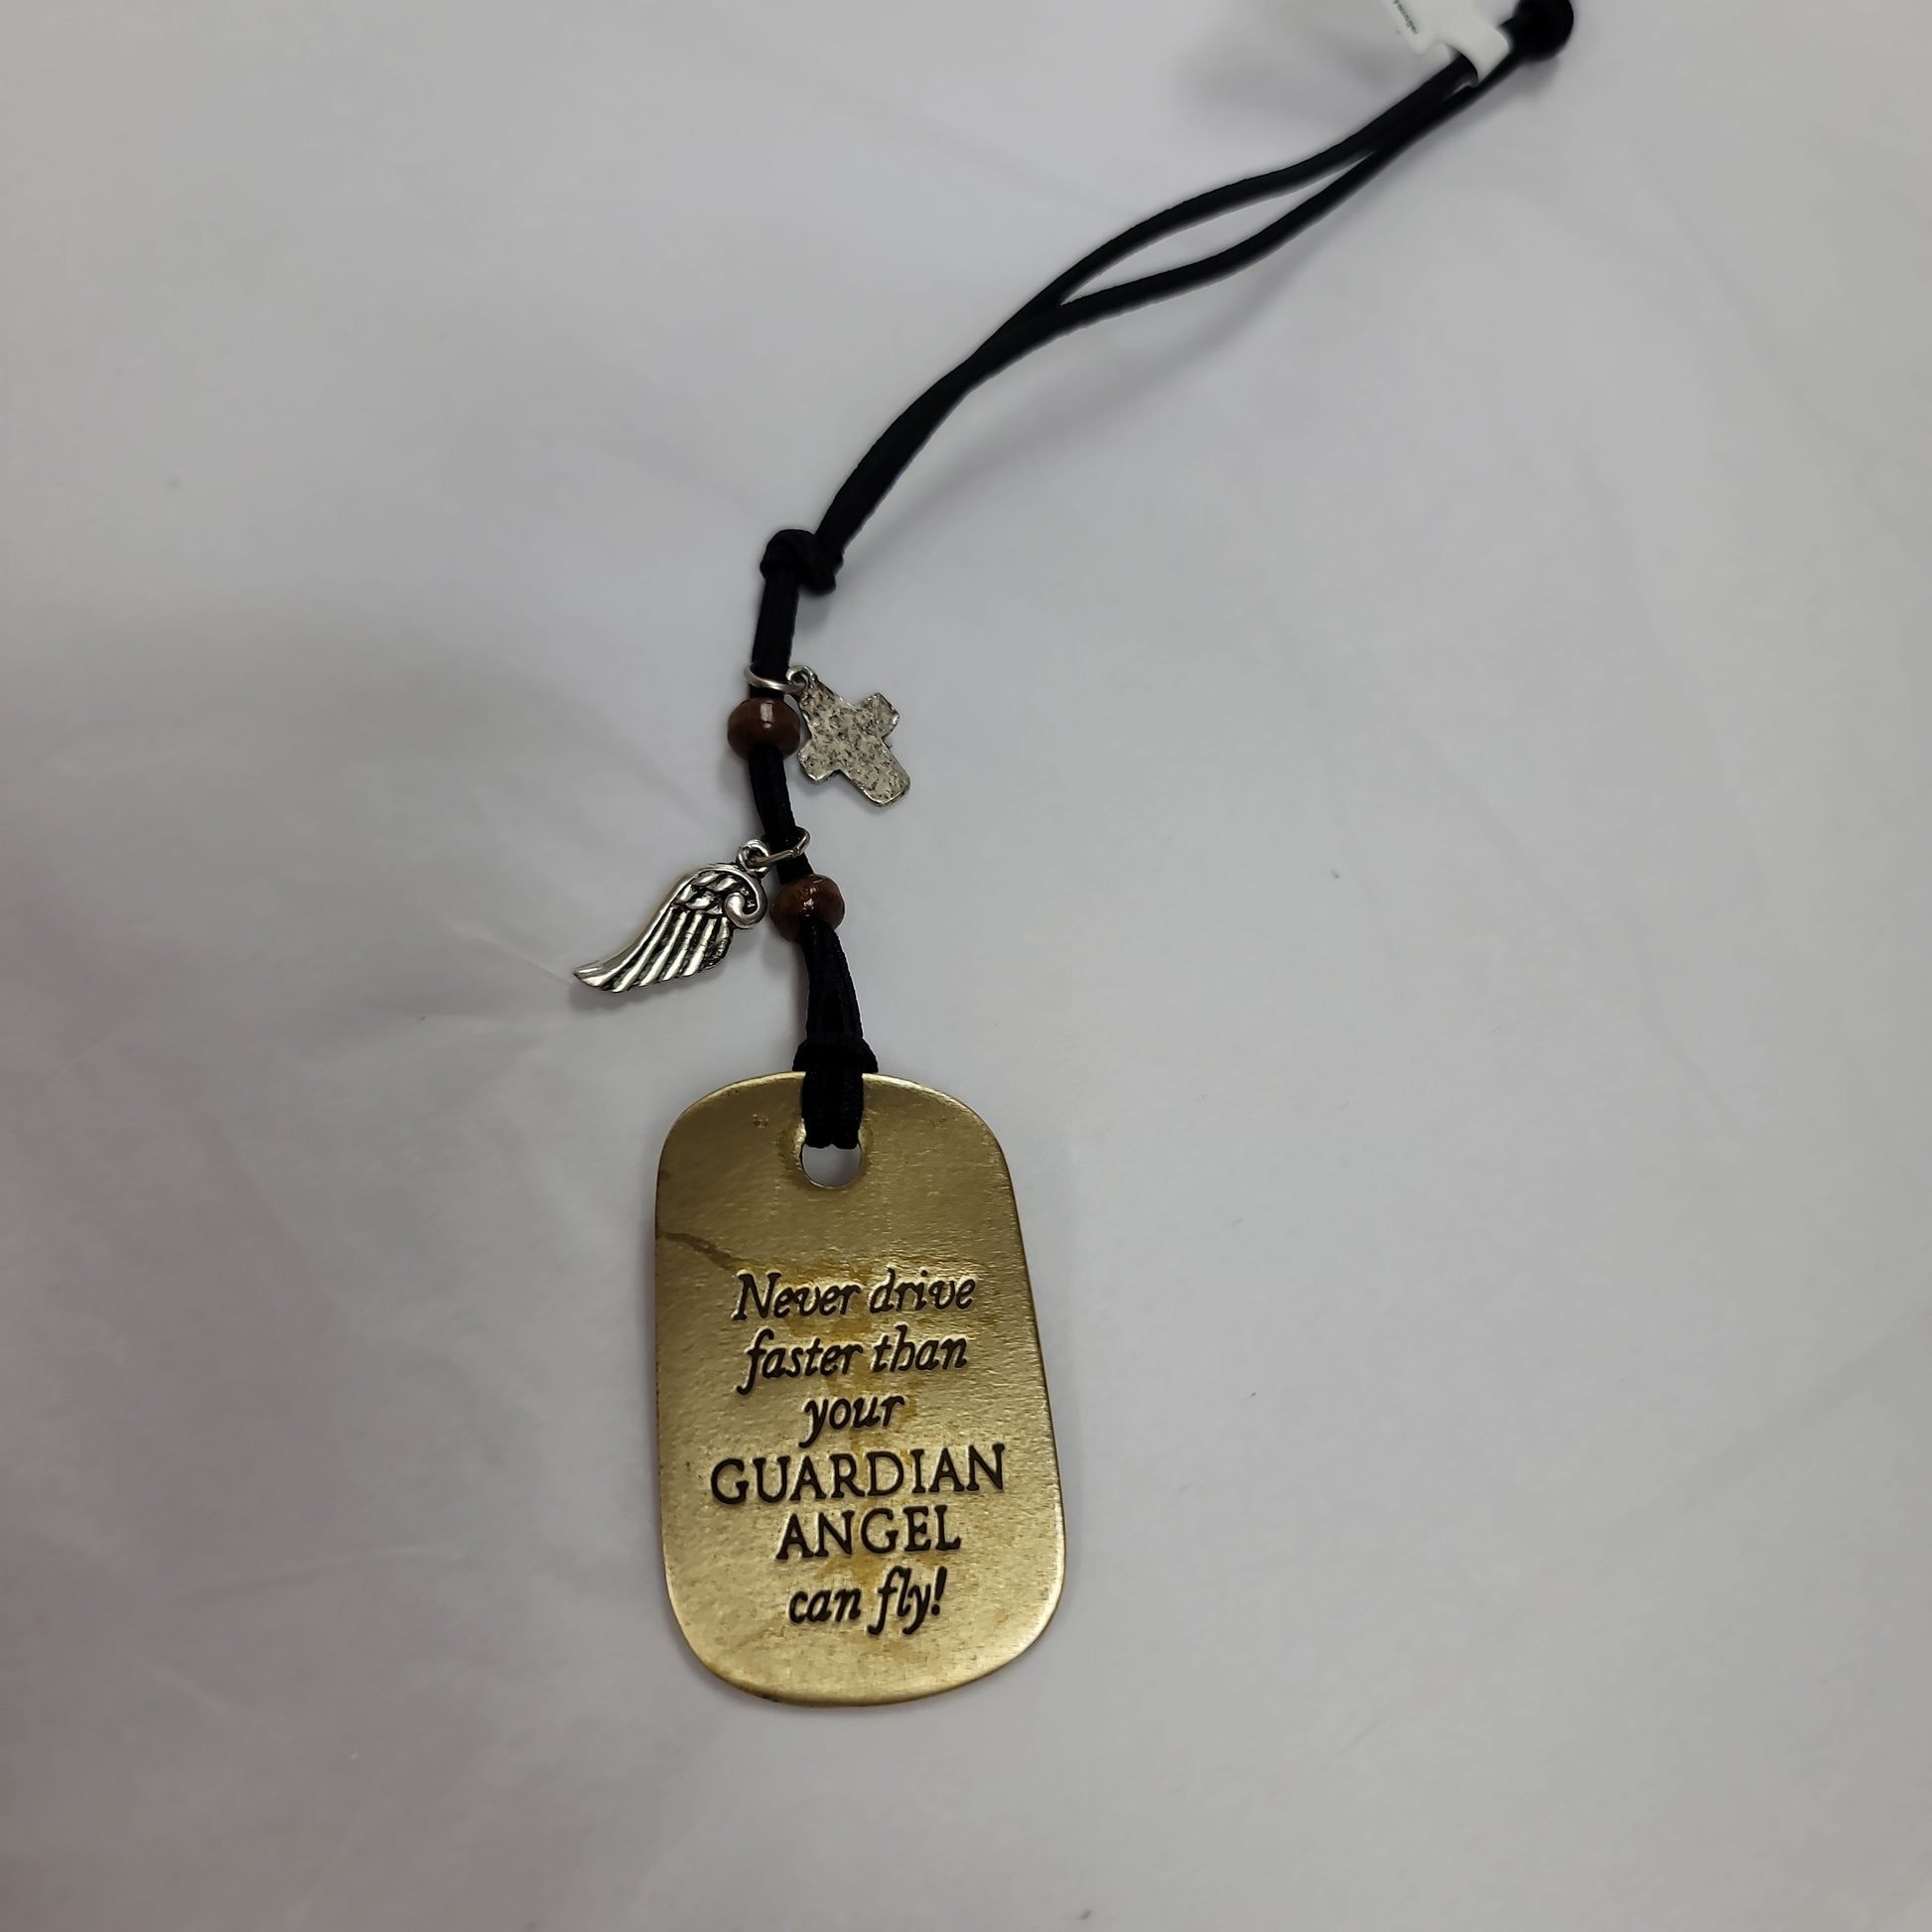 Never drive
faster than
your
GUARDIAN
ANGEL
can fly!